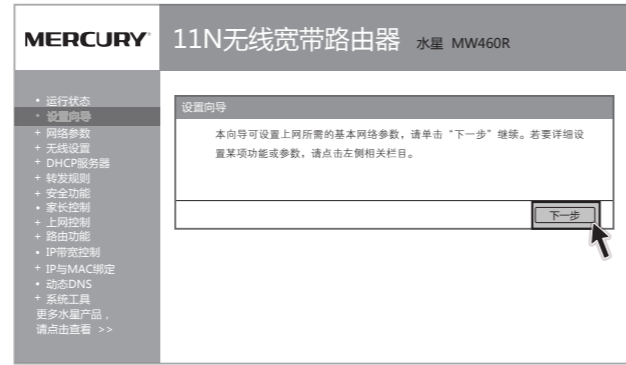 MERCURY
11N无线宽带路由器 水星 MW460R
• 运行状态
• 设置向导
+ 网络参数
+ 无线设置
+ DHCP服务器
+ 转发规则
+ 安全功能
• 家长控制
+ 上网控制
+ 路由功能
• IP带宽控制
+ IP与MAC绑定
• 动态DNS
+ 系统工具
更多水星产品，
请点击查看 >>
设置向导
本向导可设置上网所需的基本网络参数，请单击“下一步”继续。若要详细设
置某项功能或参数，请点击左侧相关栏目。
下一步